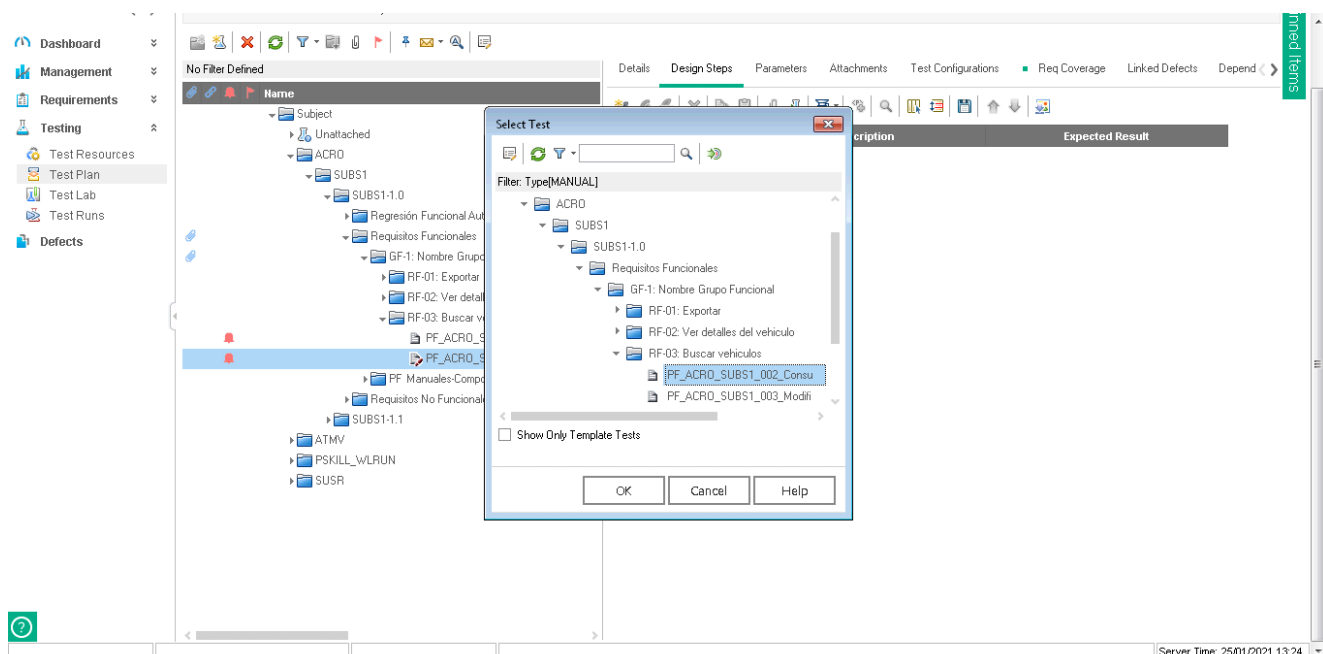 Dashboard
Management
Requirements
Testing
Test Resources
Test Plan
Test Lab
Test Runs
Defects
No Filter Defined
Name
Subject
Unattached
ACRO
SUBS1
SUBS1-1.0
Regresión Funcional Aut
Requisitos Funcionales
GF-1: Nombre Grupo
RF-01: Exportar
RF-02: Ver detall
RF-03: Buscar ve
PF_ACRO_S
PF_ACRO_S
PF Manuales-Compo
Requisitos No Funcional
SUBS1-1.1
ATMV
PSKILL_WLRUN
SUSR
Details Design Steps Parameters Attachments Test Configurations Req Coverage Linked Defects Depend
nned Items
cription Expected Result
Select Test
Filter: Type[MANUAL]
ACRO
SUBS1
SUBS1-1.0
Requisitos Funcionales
GF-1: Nombre Grupo Funcional
RF-01: Exportar
RF-02: Ver detalles del vehiculo
RF-03: Buscar vehiculos
PF_ACRO_SUBS1_002_Consu
PF_ACRO_SUBS1_003_Modifi
Show Only Template Tests
OK Cancel Help
Server Time: 25/01/2021 13:24